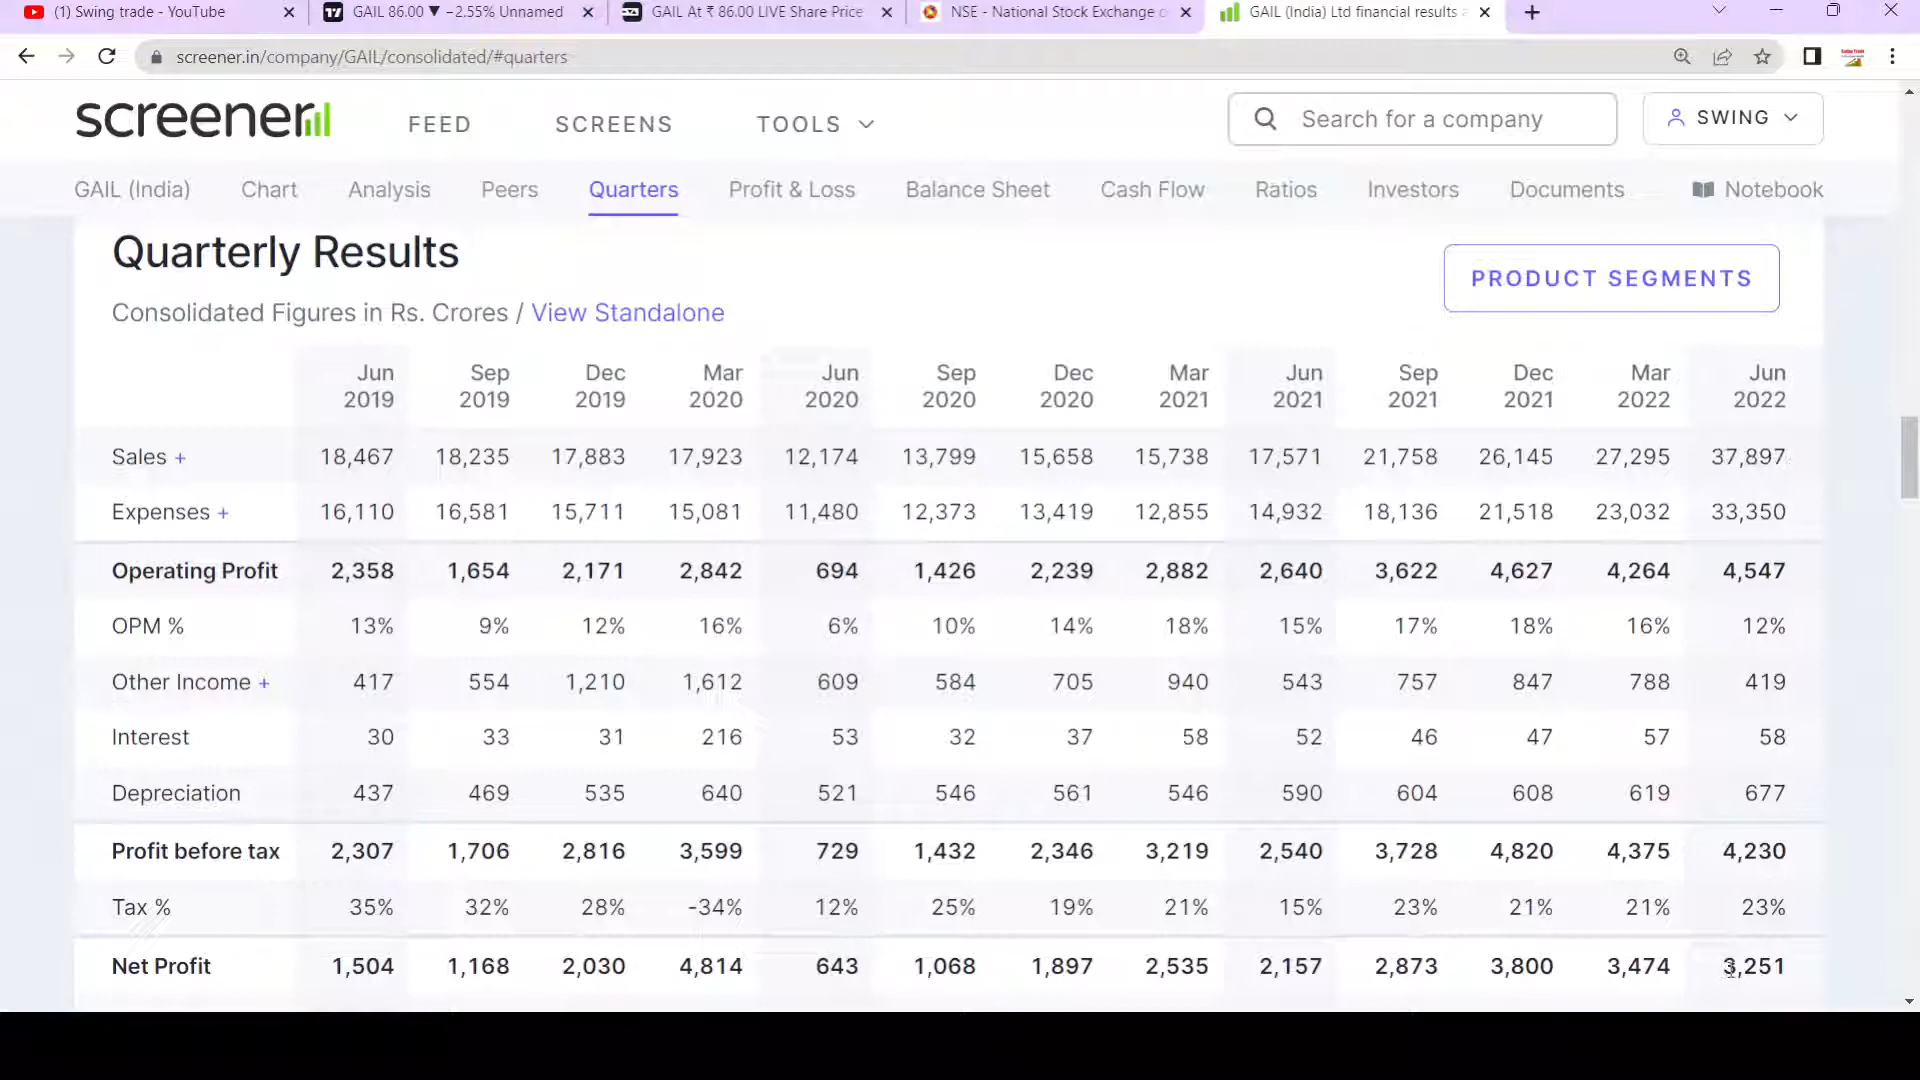 (1) Swing trade - YouTube
GAIL 86.00 ▼ −2.55% Unnamed
GAIL At ₹ 86.00 LIVE Share Price
NSE - National Stock Exchange
GAIL (India) Ltd financial results
screener.in/company/GAIL/consolidated/#quarters
screener
FEED SCREENS TOOLS
Search for a company
SWING
GAIL (India) Chart Analysis Peers Quarters Profit & Loss Balance Sheet Cash Flow Ratios Investors Documents Notebook
Quarterly Results
PRODUCT SEGMENTS
Consolidated Figures in Rs. Crores / View Standalone
Jun Sep Dec Mar Jun Sep Dec Mar Jun Sep Dec Mar Jun
2019 2019 2019 2020 2020 2020 2020 2021 2021 2021 2021 2022 2022
Sales + 18,467 18,235 17,883 17,923 12,174 13,799 15,658 15,738 17,571 21,758 26,145 27,295 37,897
Expenses + 16,110 16,581 15,711 15,081 11,480 12,373 13,419 12,855 14,932 18,136 21,518 23,032 33,350
Operating Profit 2,358 1,654 2,171 2,842 694 1,426 2,239 2,882 2,640 3,622 4,627 4,264 4,547
OPM % 13% 9% 12% 16% 6% 10% 14% 18% 15% 17% 18% 16% 12%
Other Income + 417 554 1,210 1,612 609 584 705 940 543 757 847 788 419
Interest 30 33 31 216 53 32 37 58 52 46 47 57 58
Depreciation 437 469 535 640 521 546 561 546 590 604 608 619 677
Profit before tax 2,307 1,706 2,816 3,599 729 1,432 2,346 3,219 2,540 3,728 4,820 4,375 4,230
Tax % 35% 32% 28% -34% 12% 25% 19% 21% 15% 23% 21% 21% 23%
Net Profit 1,504 1,168 2,030 4,814 643 1,068 1,897 2,535 2,157 2,873 3,800 3,474 3,251